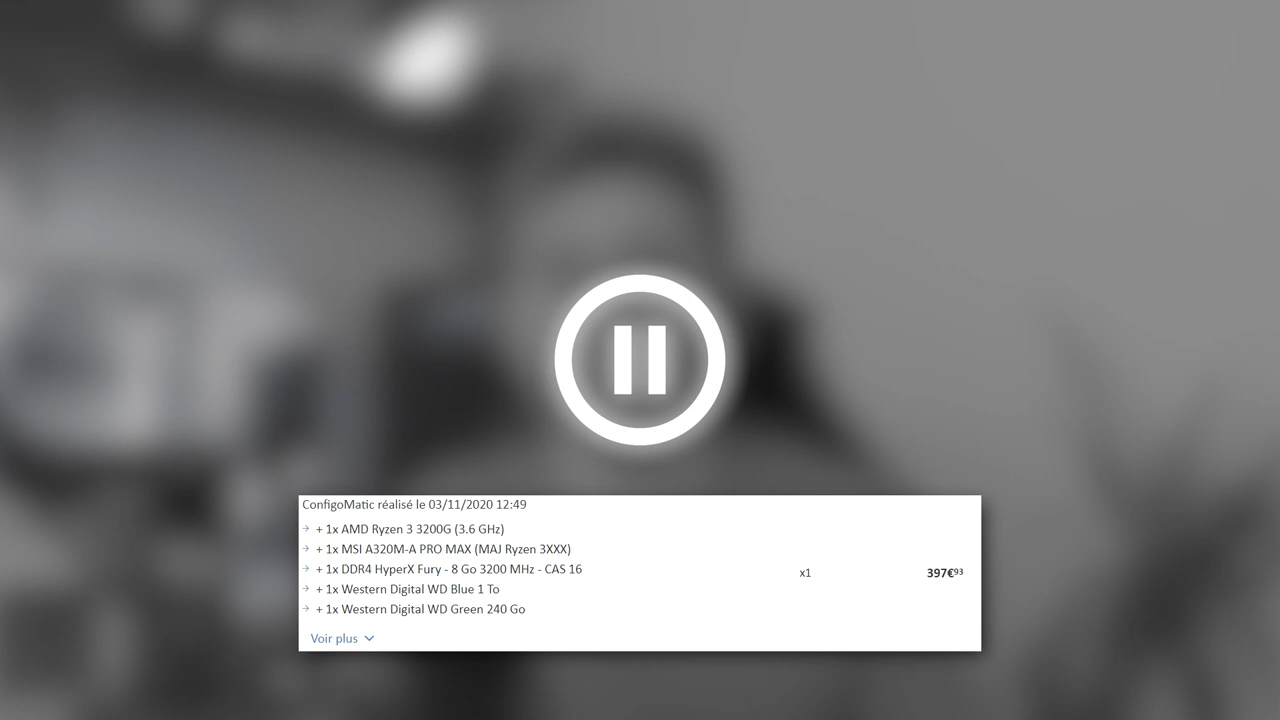 ConfigoMatic réalisé le 03/11/2020 12:49
+ 1x AMD Ryzen 3 3200G (3.6 GHz)
+ 1x MSI A320M-A PRO MAX (MAJ Ryzen 3XXX)
+ 1x DDR4 HyperX Fury - 8 Go 3200 MHz - CAS 16
+ 1x Western Digital WD Blue 1 To
+ 1x Western Digital WD Green 240 Go
x1
397€93
Voir plus